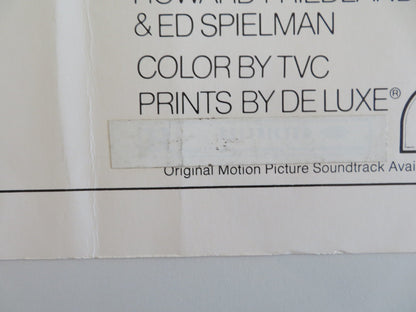 & ED SPIELMAN
COLOR BY TVC
PRINTS BY DE LUXE®
Original Motion Picture Soundtrack Avai